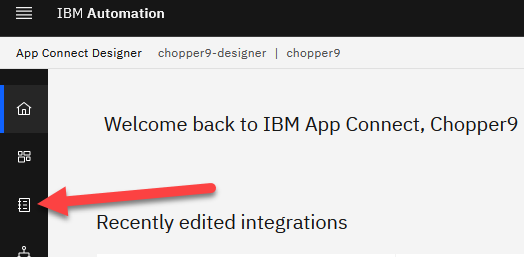 IBM Automation
App Connect Designer chopper9-designer | chopper9
Welcome back to IBM App Connect, Chopper9
Recently edited integrations